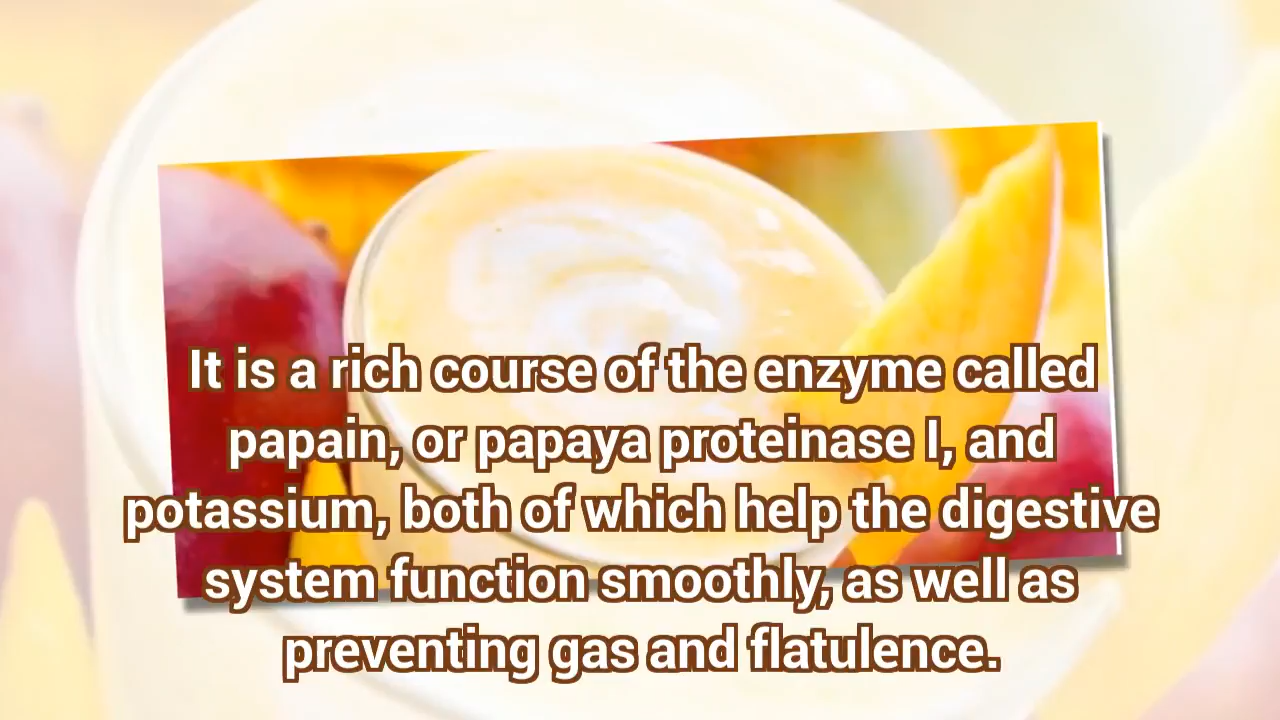 It is a rich course of the enzyme called
papain, or papaya proteinase I, and
potassium, both of which help the digestive
system function smoothly, as well as
preventing gas and flatulence.